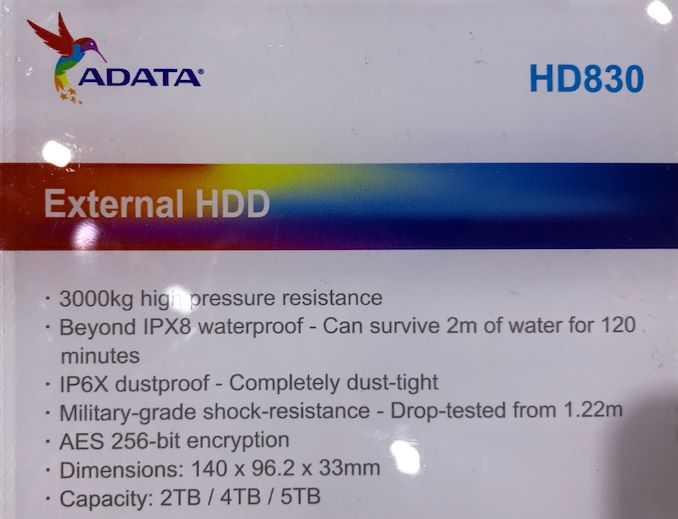 ADATA®
HD830
External HDD
· 3000kg high pressure resistance
· Beyond IPX8 waterproof - Can survive 2m of water for 120
minutes
· IP6X dustproof - Completely dust-tight
· Military-grade shock-resistance - Drop-tested from 1.22m
· AES 256-bit encryption
· Dimensions: 140 x 96.2 x 33mm
· Capacity: 2TB / 4TB / 5TB